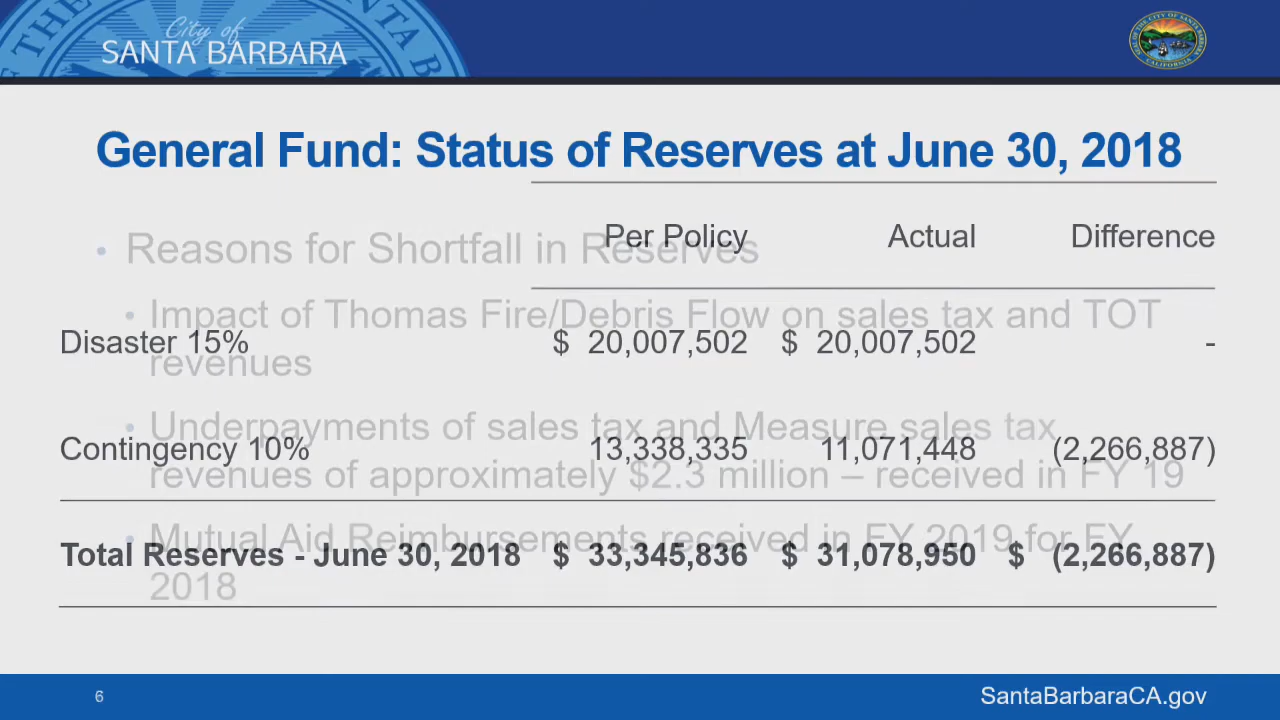 City of
SANTA BARBARA
General Fund: Status of Reserves at June 30, 2018
Per Policy Actual Difference
• Reasons for Shortfall in Reserves
• Impact of Thomas Fire/Debris Flow on sales tax and TOT
Disaster 15% $ 20,007,502 $ 20,007,502 -
revenues
• Underpayments of sales tax and Measure sales tax
Contingency 10% 13,338,335 11,071,448 (2,266,887)
revenues of approximately $2.3 million – received in FY 19
• Mutual Aid Reimbursements received in FY 2019 for FY
Total Reserves - June 30, 2018 $ 33,345,836 $ 31,078,950 $ (2,266,887)
2018
6 SantaBarbaraCA.gov